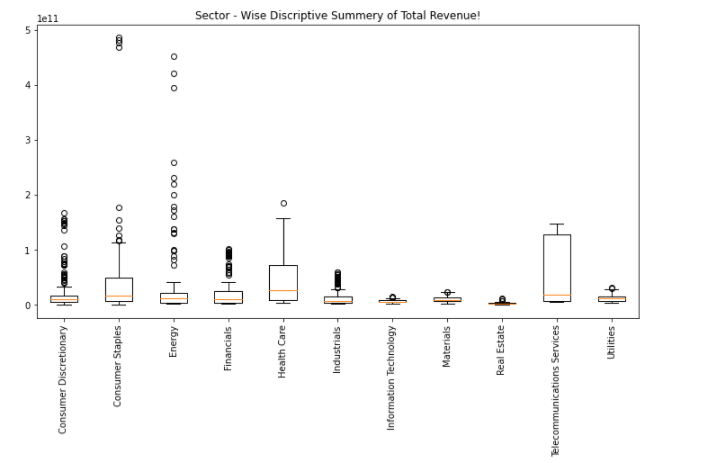 Sector - Wise Discriptive Summery of Total Revenue!
1e11
5
4
3
2
1
0
Consumer Discretionary
Consumer Staples
Energy
Financials
Health Care
Industrials
Information Technology
Materials
Real Estate
Telecommunications Services
Utilities